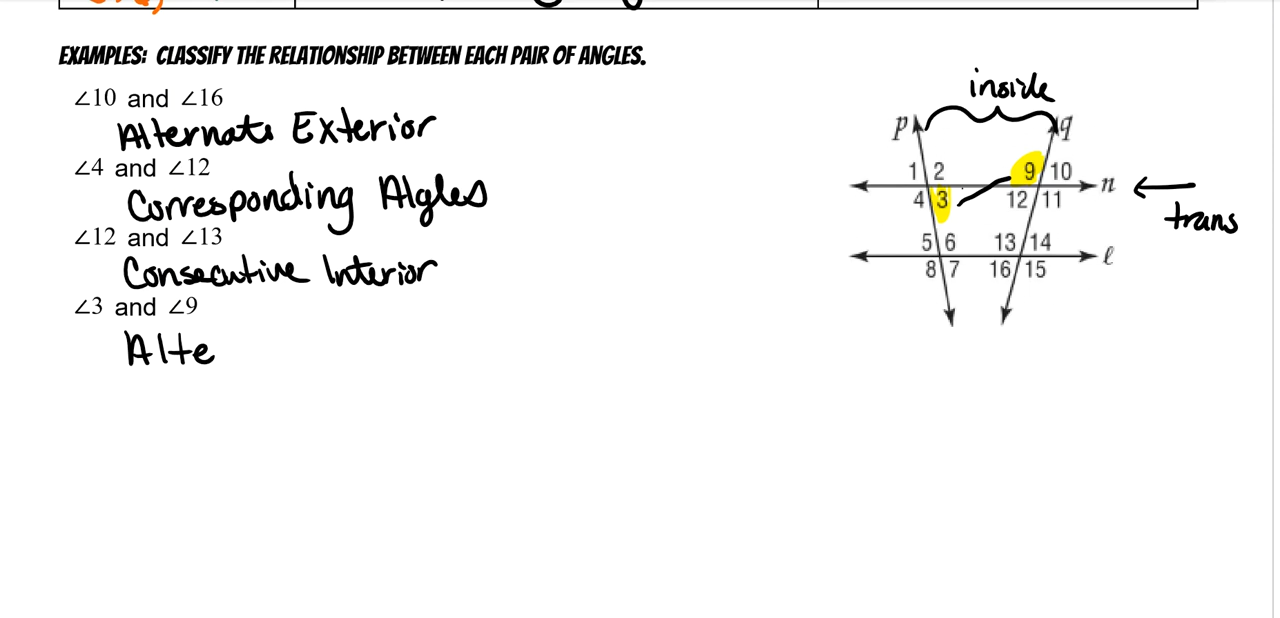 EXAMPLES: CLASSIFY THE RELATIONSHIP BETWEEN EACH PAIR OF ANGLES.
∠10 and ∠16
Alternate Exterior
∠4 and ∠12
Corresponding Algles
∠12 and ∠13
Consecutive Interior
∠3 and ∠9
Alte
inside
p q
1 2 9 10 n
4 3 12 11
trans
5 6 13 14 ℓ
8 7 16 15